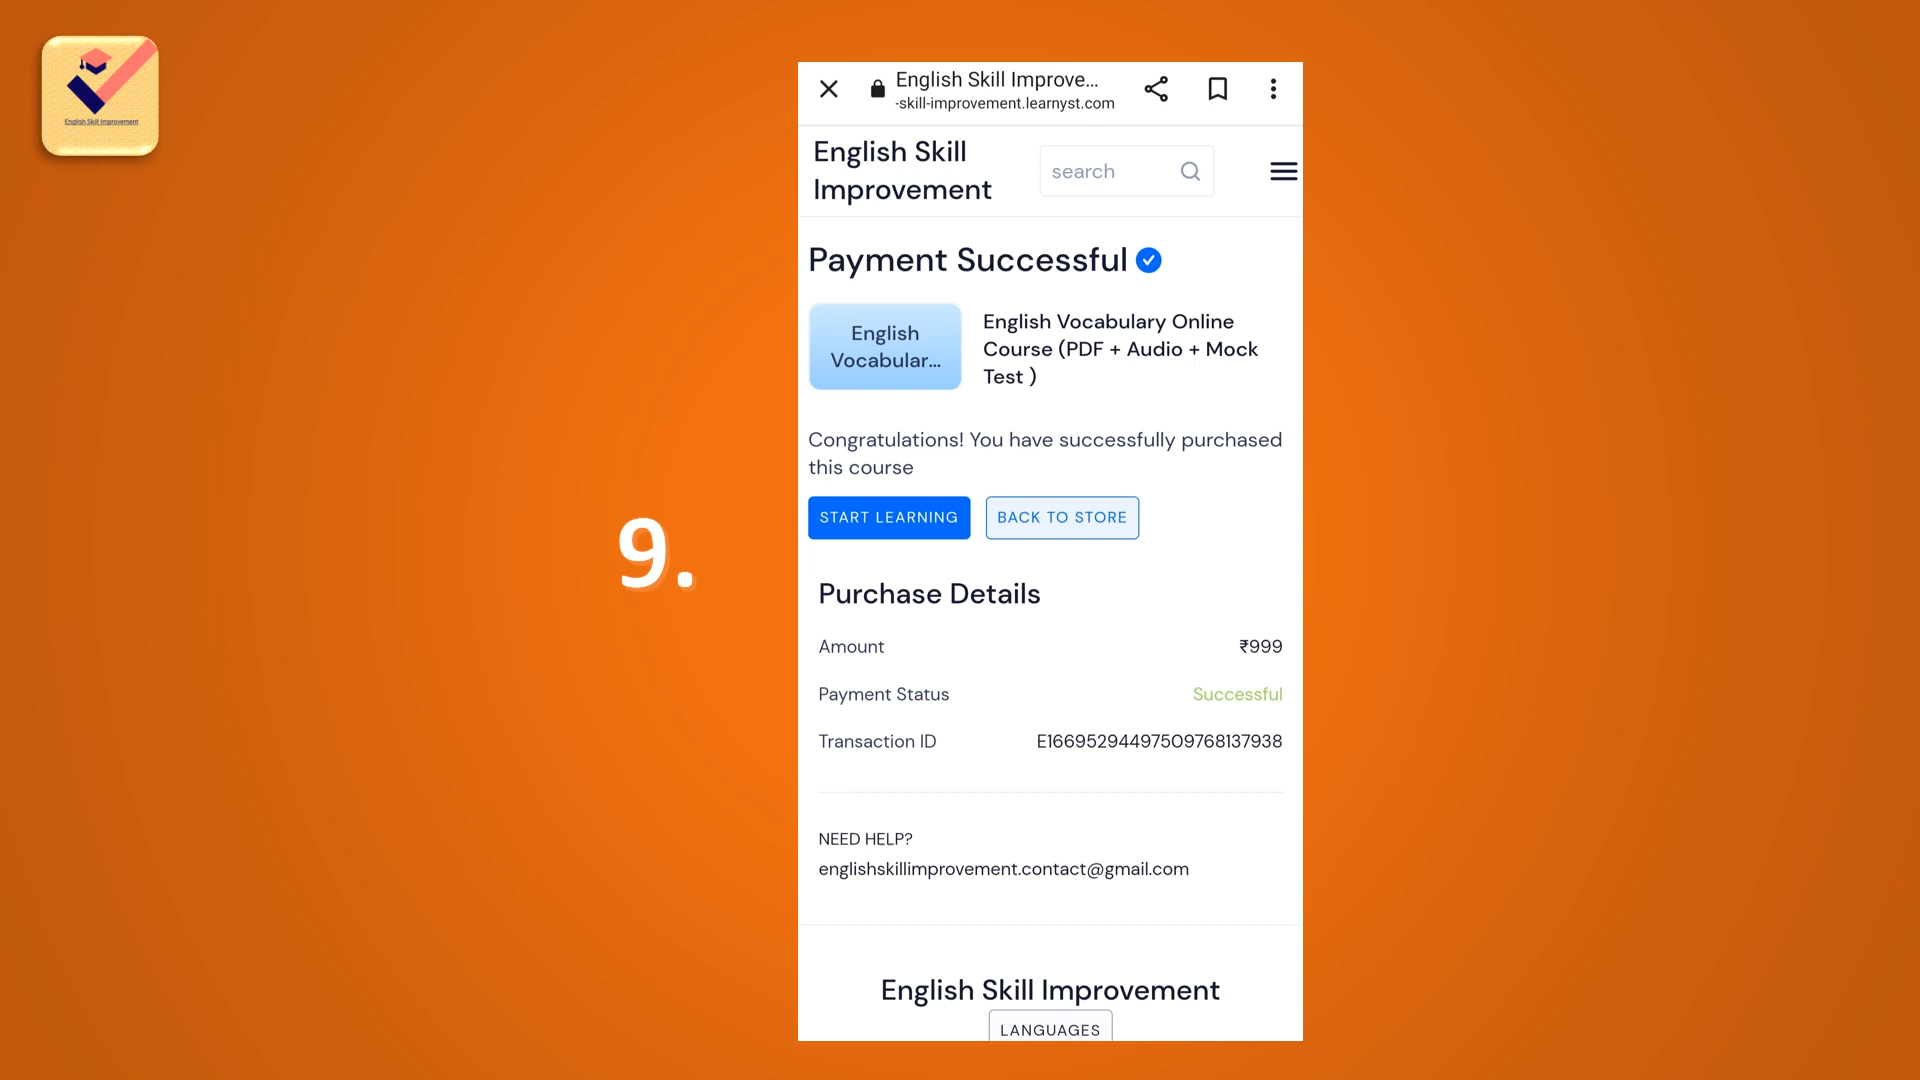 English Skill Improvement
English Skill Improve...
-skill-improvement.learnyst.com
English Skill
Improvement
search
Payment Successful
English
Vocabular...
English Vocabulary Online
Course (PDF + Audio + Mock
Test )
Congratulations! You have successfully purchased
this course
START LEARNING
BACK TO STORE
9.
Purchase Details
Amount
₹999
Payment Status
Successful
Transaction ID
E16695294497509768137938
NEED HELP?
englishskillimprovement.contact@gmail.com
English Skill Improvement
LANGUAGES